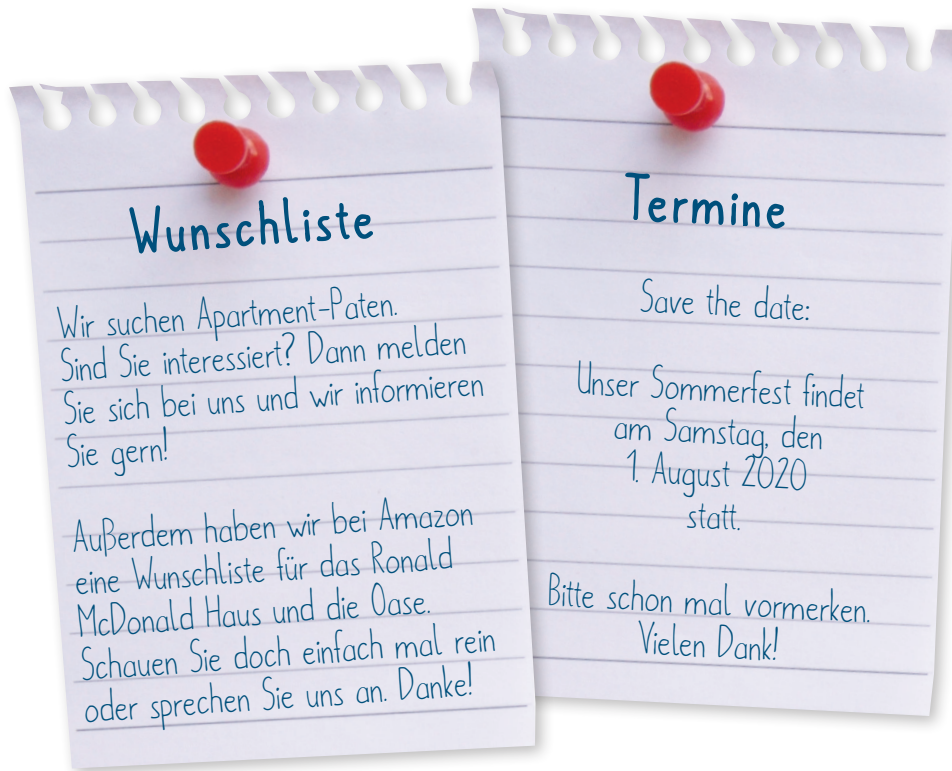 Wunschliste
Wir suchen Apartment-Paten.
Sind Sie interessiert? Dann melden
Sie sich bei uns und wir informieren
Sie gern!
Außerdem haben wir bei Amazon
eine Wunschliste für das Ronald
McDonald Haus und die Oase.
Schauen Sie doch einfach mal rein
oder sprechen Sie uns an. Danke!
Termine
Save the date:
Unser Sommerfest findet
am Samstag, den
1. August 2020
statt.
Bitte schon mal vormerken.
Vielen Dank!